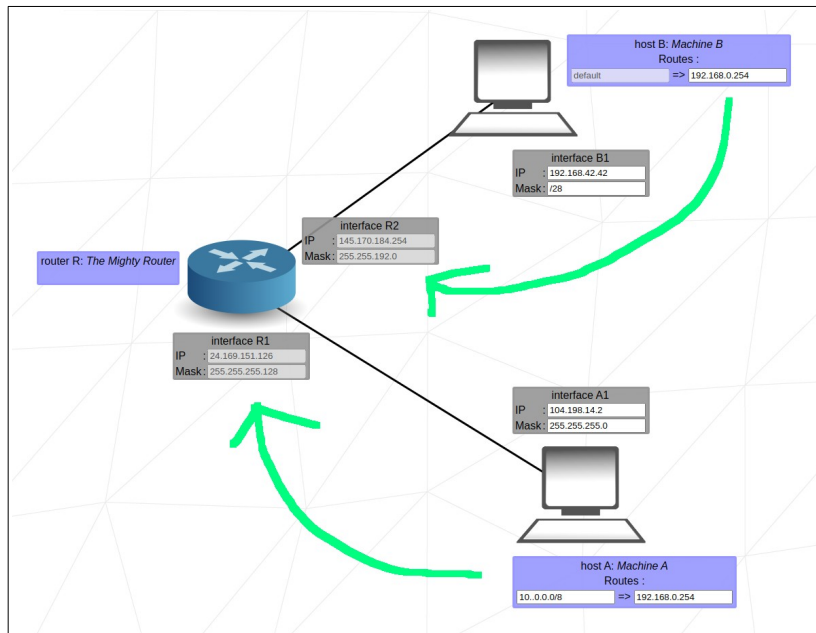 host B: Machine B
Routes :
default => 192.168.0.254
interface B1
IP : 192.168.42.42
Mask : /28
interface R2
IP : 145.170.184.254
Mask : 255.255.192.0
router R: The Mighty Router
interface R1
IP : 24.169.151.126
Mask : 255.255.255.128
interface A1
IP : 104.198.14.2
Mask : 255.255.255.0
host A: Machine A
Routes :
10..0.0.0/8 => 192.168.0.254